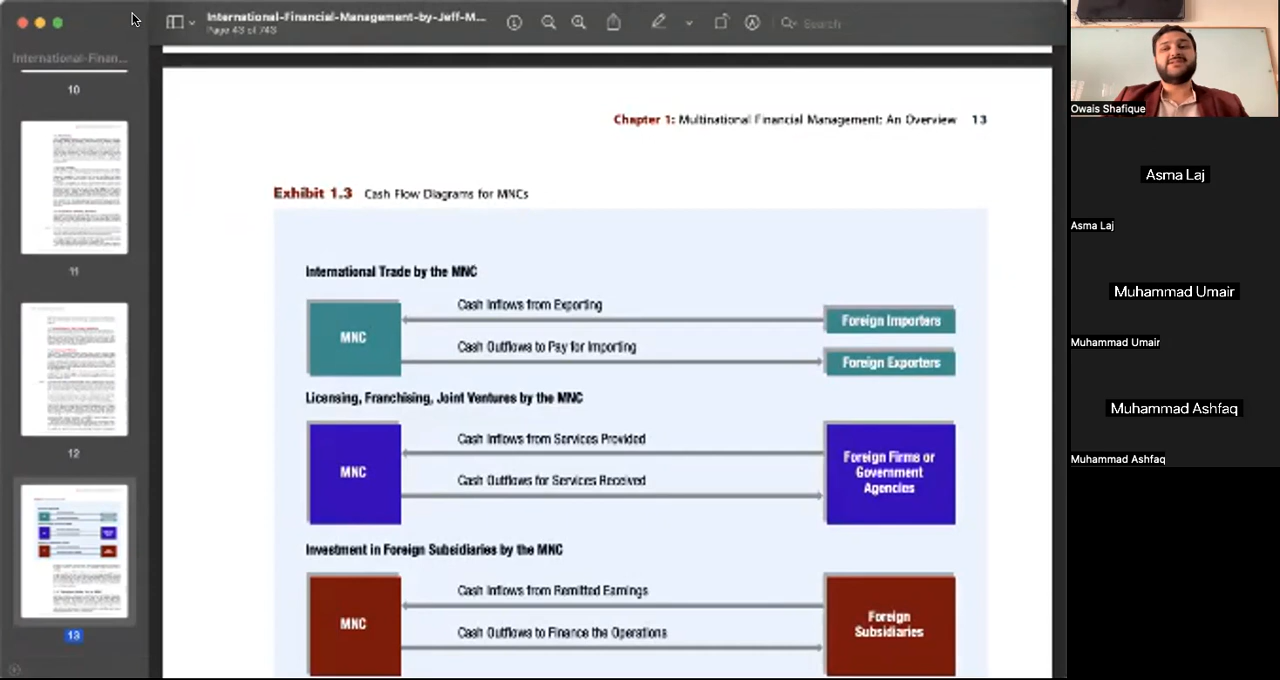 International-Financial-Management-by-Jeff-M...
Page 43 of 743
Search
International-Finan...
10
11
12
13
Chapter 1: Multinational Financial Management: An Overview 13
Exhibit 1.3 Cash Flow Diagrams for MNCs
International Trade by the MNC
MNC
Cash Inflows from Exporting
Foreign Importers
Cash Outflows to Pay for Importing
Foreign Exporters
Licensing, Franchising, Joint Ventures by the MNC
MNC
Cash Inflows from Services Provided
Cash Outflows for Services Received
Foreign Firms or
Government
Agencies
Investment in Foreign Subsidiaries by the MNC
MNC
Cash Inflows from Remitted Earnings
Cash Outflows to Finance the Operations
Foreign
Subsidiaries
Owais Shafique
Asma Laj
Asma Laj
Muhammad Umair
Muhammad Umair
Muhammad Ashfaq
Muhammad Ashfaq